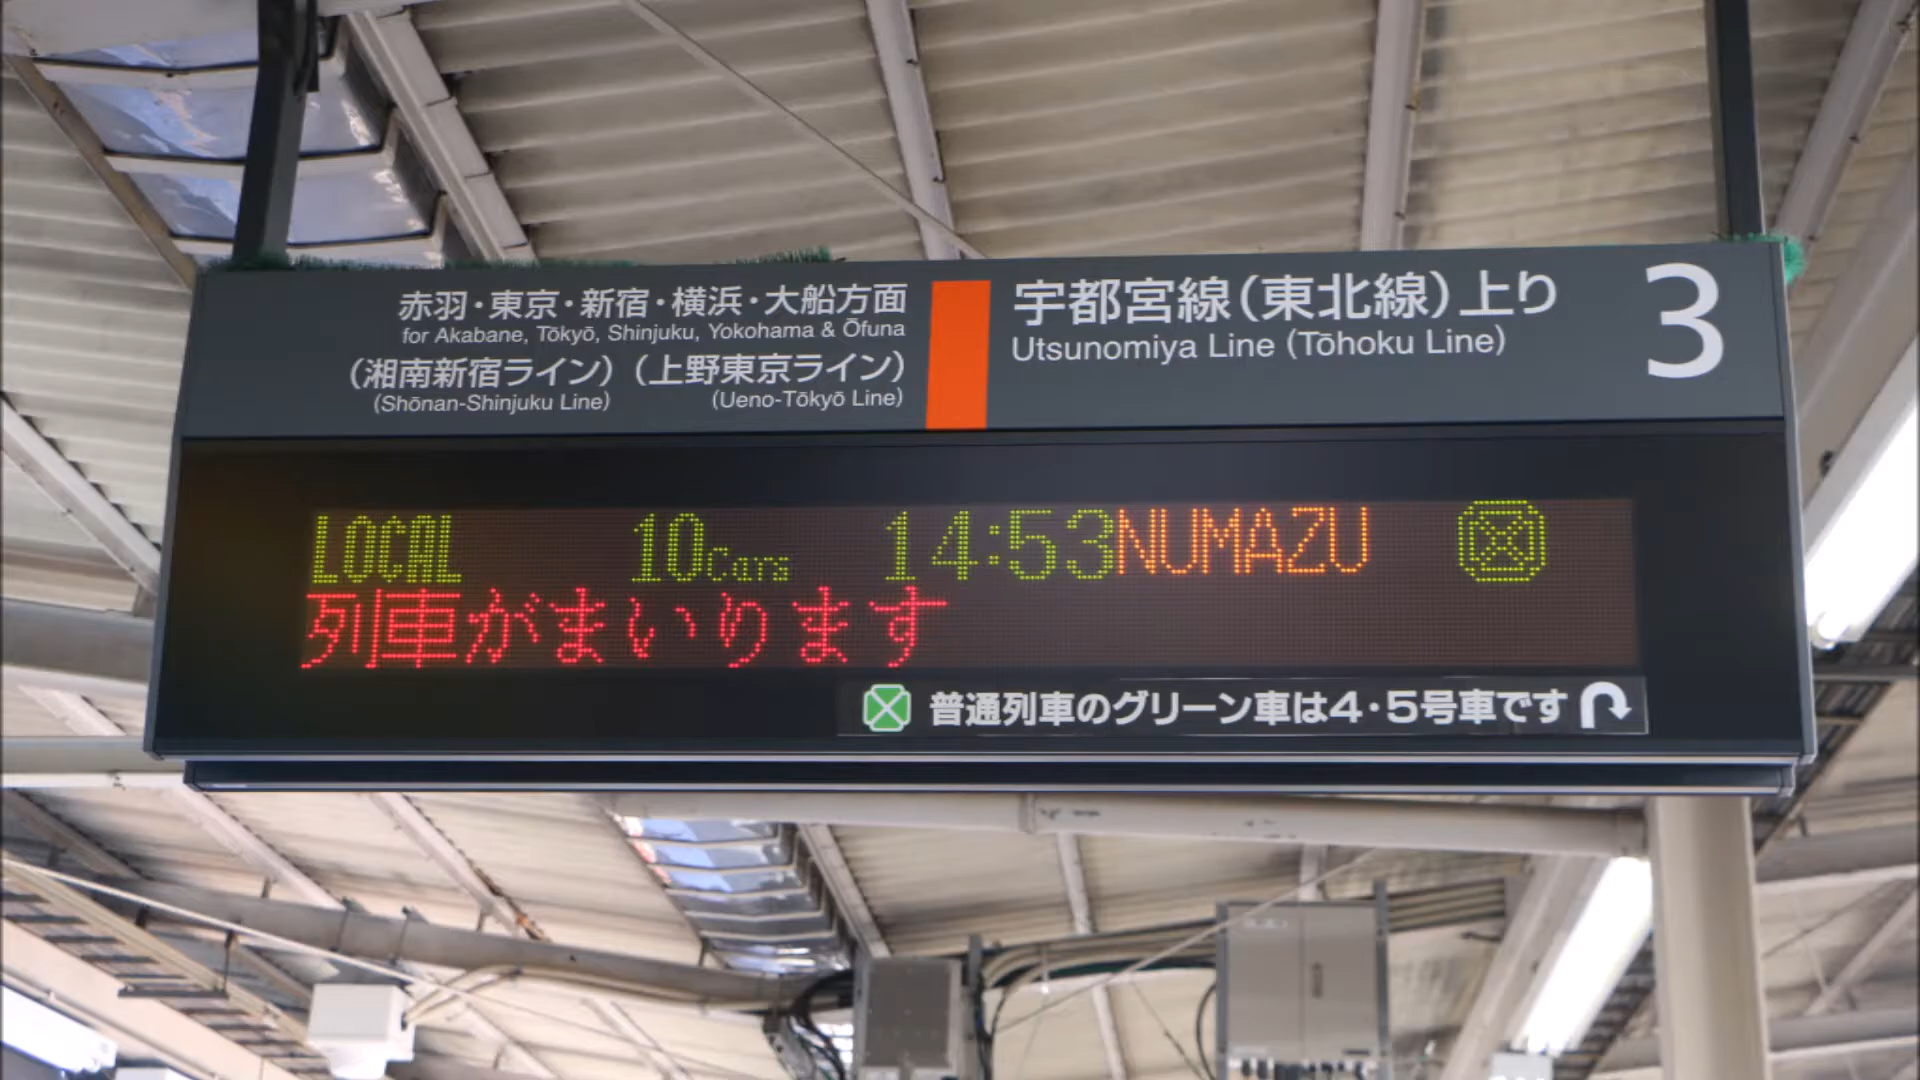 赤羽・東京・新宿・横浜・大船方面
for Akabane, Tōkyō, Shinjuku, Yokohama & Ōfuna
（湘南新宿ライン）（上野東京ライン）
(Shōnan-Shinjuku Line) (Ueno-Tōkyō Line)
宇都宮線（東北線）上り
Utsunomiya Line (Tōhoku Line)
3
LOCAL 10Cars 14:53 NUMAZU
列車がまいります
普通列車のグリーン車は4・5号車です